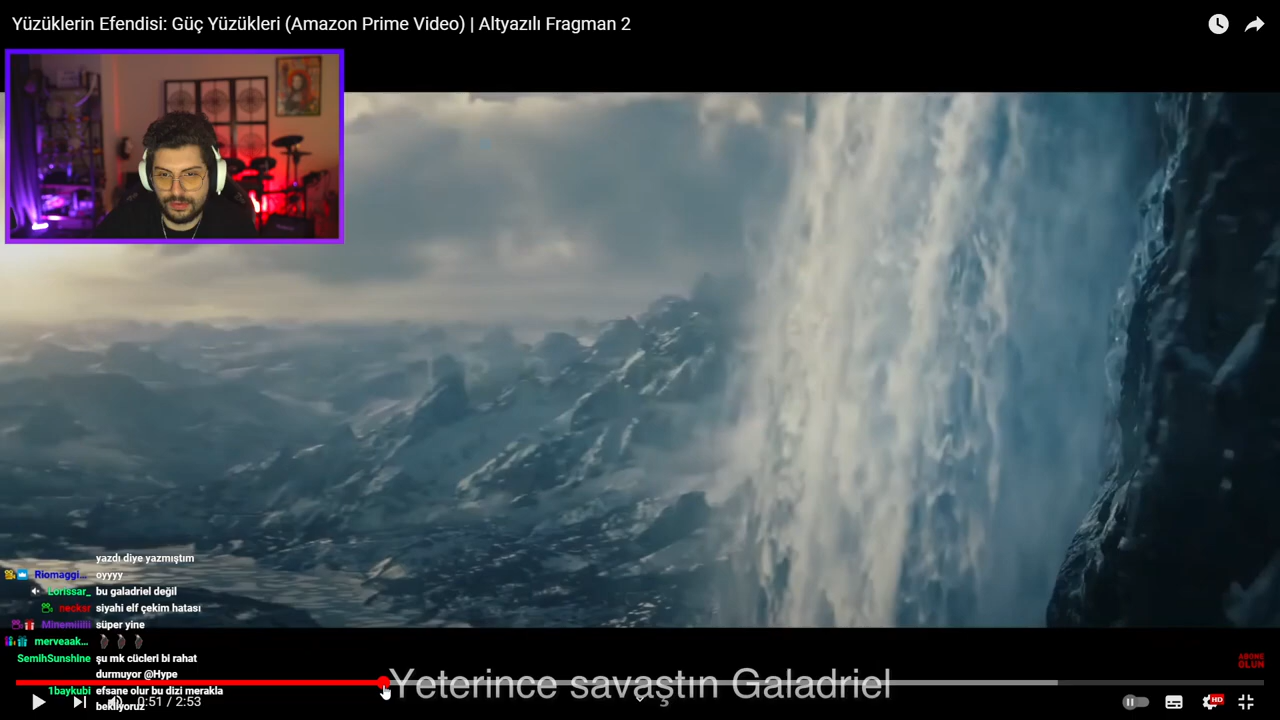 Yüzüklerin Efendisi: Güç Yüzükleri (Amazon Prime Video) | Altyazılı Fragman 2
yazdı diye yazmıştım
Riomaggi... oyyyy
Lorissar_ bu galadriel değil
necksr siyahi elf çekim hatası
süper yine
merveaak...
SemihSunshine şu mk cücleri bi rahat
durmuyor @Hype
1baykubi efsane olur bu dizi merakla
bekliyoruz
0:51 / 2:53
Yeterince savaştın Galadriel
ABONE
OLUN
HD